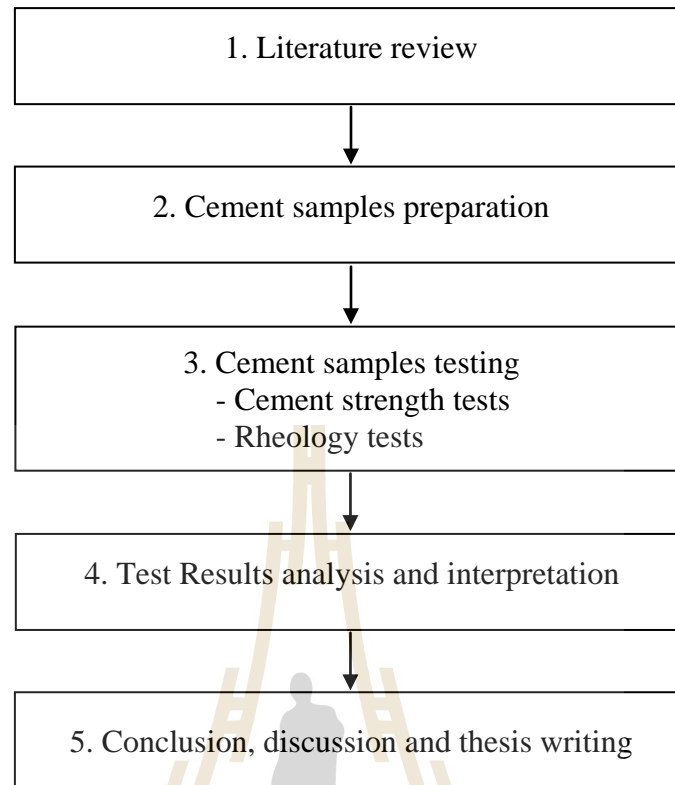 1. Literature review
2. Cement samples preparation
3. Cement samples testing
- Cement strength tests
- Rheology tests
4. Test Results analysis and interpretation
5. Conclusion, discussion and thesis writing